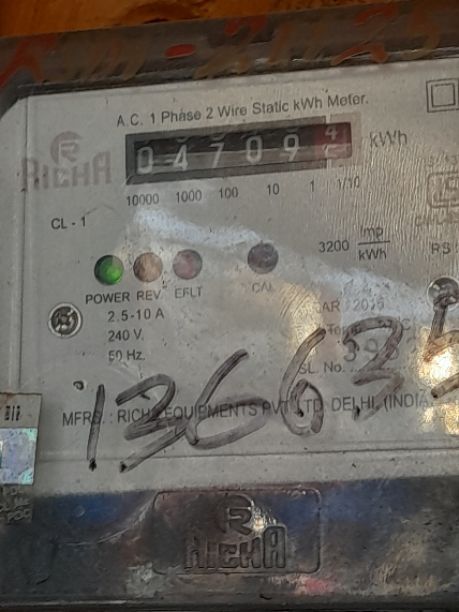 A.C. 1 Phase 2 Wire Static kWh Meter.
RICHA
04709 4 kWh
10000 1000 100 10 1 1/10
CL - 1
3200 Imp/kWh
POWER REV. EFLT CAL
2.5-10 A
240 V.
50 Hz.
SL. No.
136635
MFRS.: RICHA EQUIPMENTS PVT. LTD. DELHI, (INDIA)
RICHA